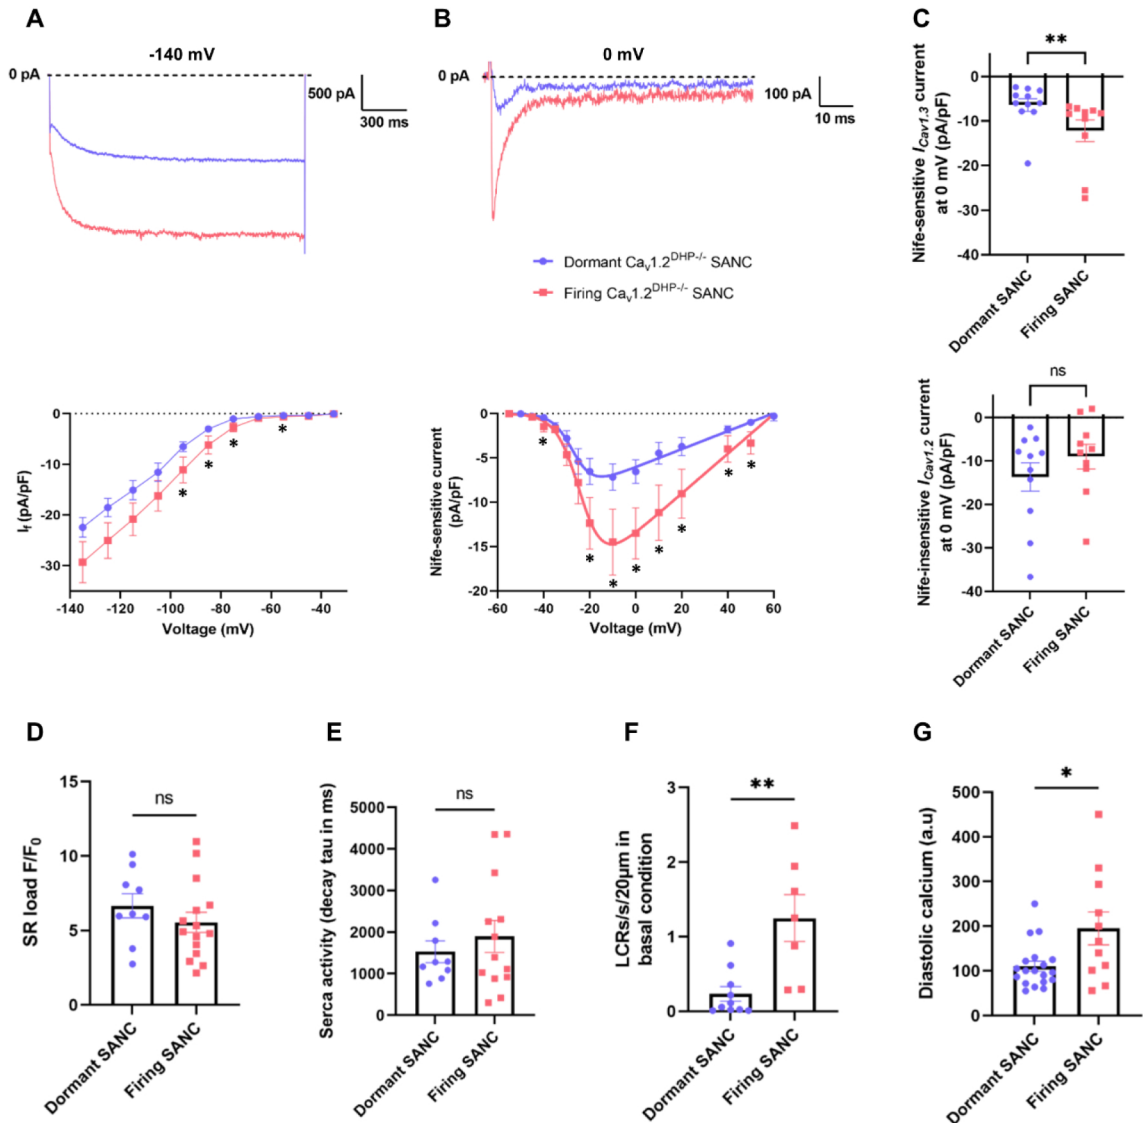 A
-140 mV
0 pA
500 pA
300 ms
B
0 mV
0 pA
100 pA
10 ms
Dormant Cav1.2DHP-/- SANC
Firing Cav1.2DHP-/- SANC
C
**
0
-10
-20
-30
-40
Nife-sensitive ICav1.3 current
at 0 mV (pA/pF)
Dormant SANC
Firing SANC
0
-10
-20
-30
-140
-120
-100
-80
-60
-40
If (pA/pF)
Voltage (mV)
*
*
*
*
0
-5
-10
-15
-20
-60
-40
-20
0
20
40
60
Nife-sensitive current
(pA/pF)
Voltage (mV)
*
*
*
*
*
*
*
*
ns
0
-10
-20
-30
-40
Nife-insensitive ICav1.2 current
at 0 mV (pA/pF)
Dormant SANC
Firing SANC
D
ns
15
10
5
0
SR load F/F0
Dormant SANC
Firing SANC
E
ns
5000
4000
3000
2000
1000
0
Serca activity (decay tau in ms)
Dormant SANC
Firing SANC
F
**
3
2
1
0
LCRs/s/20µm in
basal condition
Dormant SANC
Firing SANC
G
*
500
400
300
200
100
0
Diastolic calcium (a.u)
Dormant SANC
Firing SANC